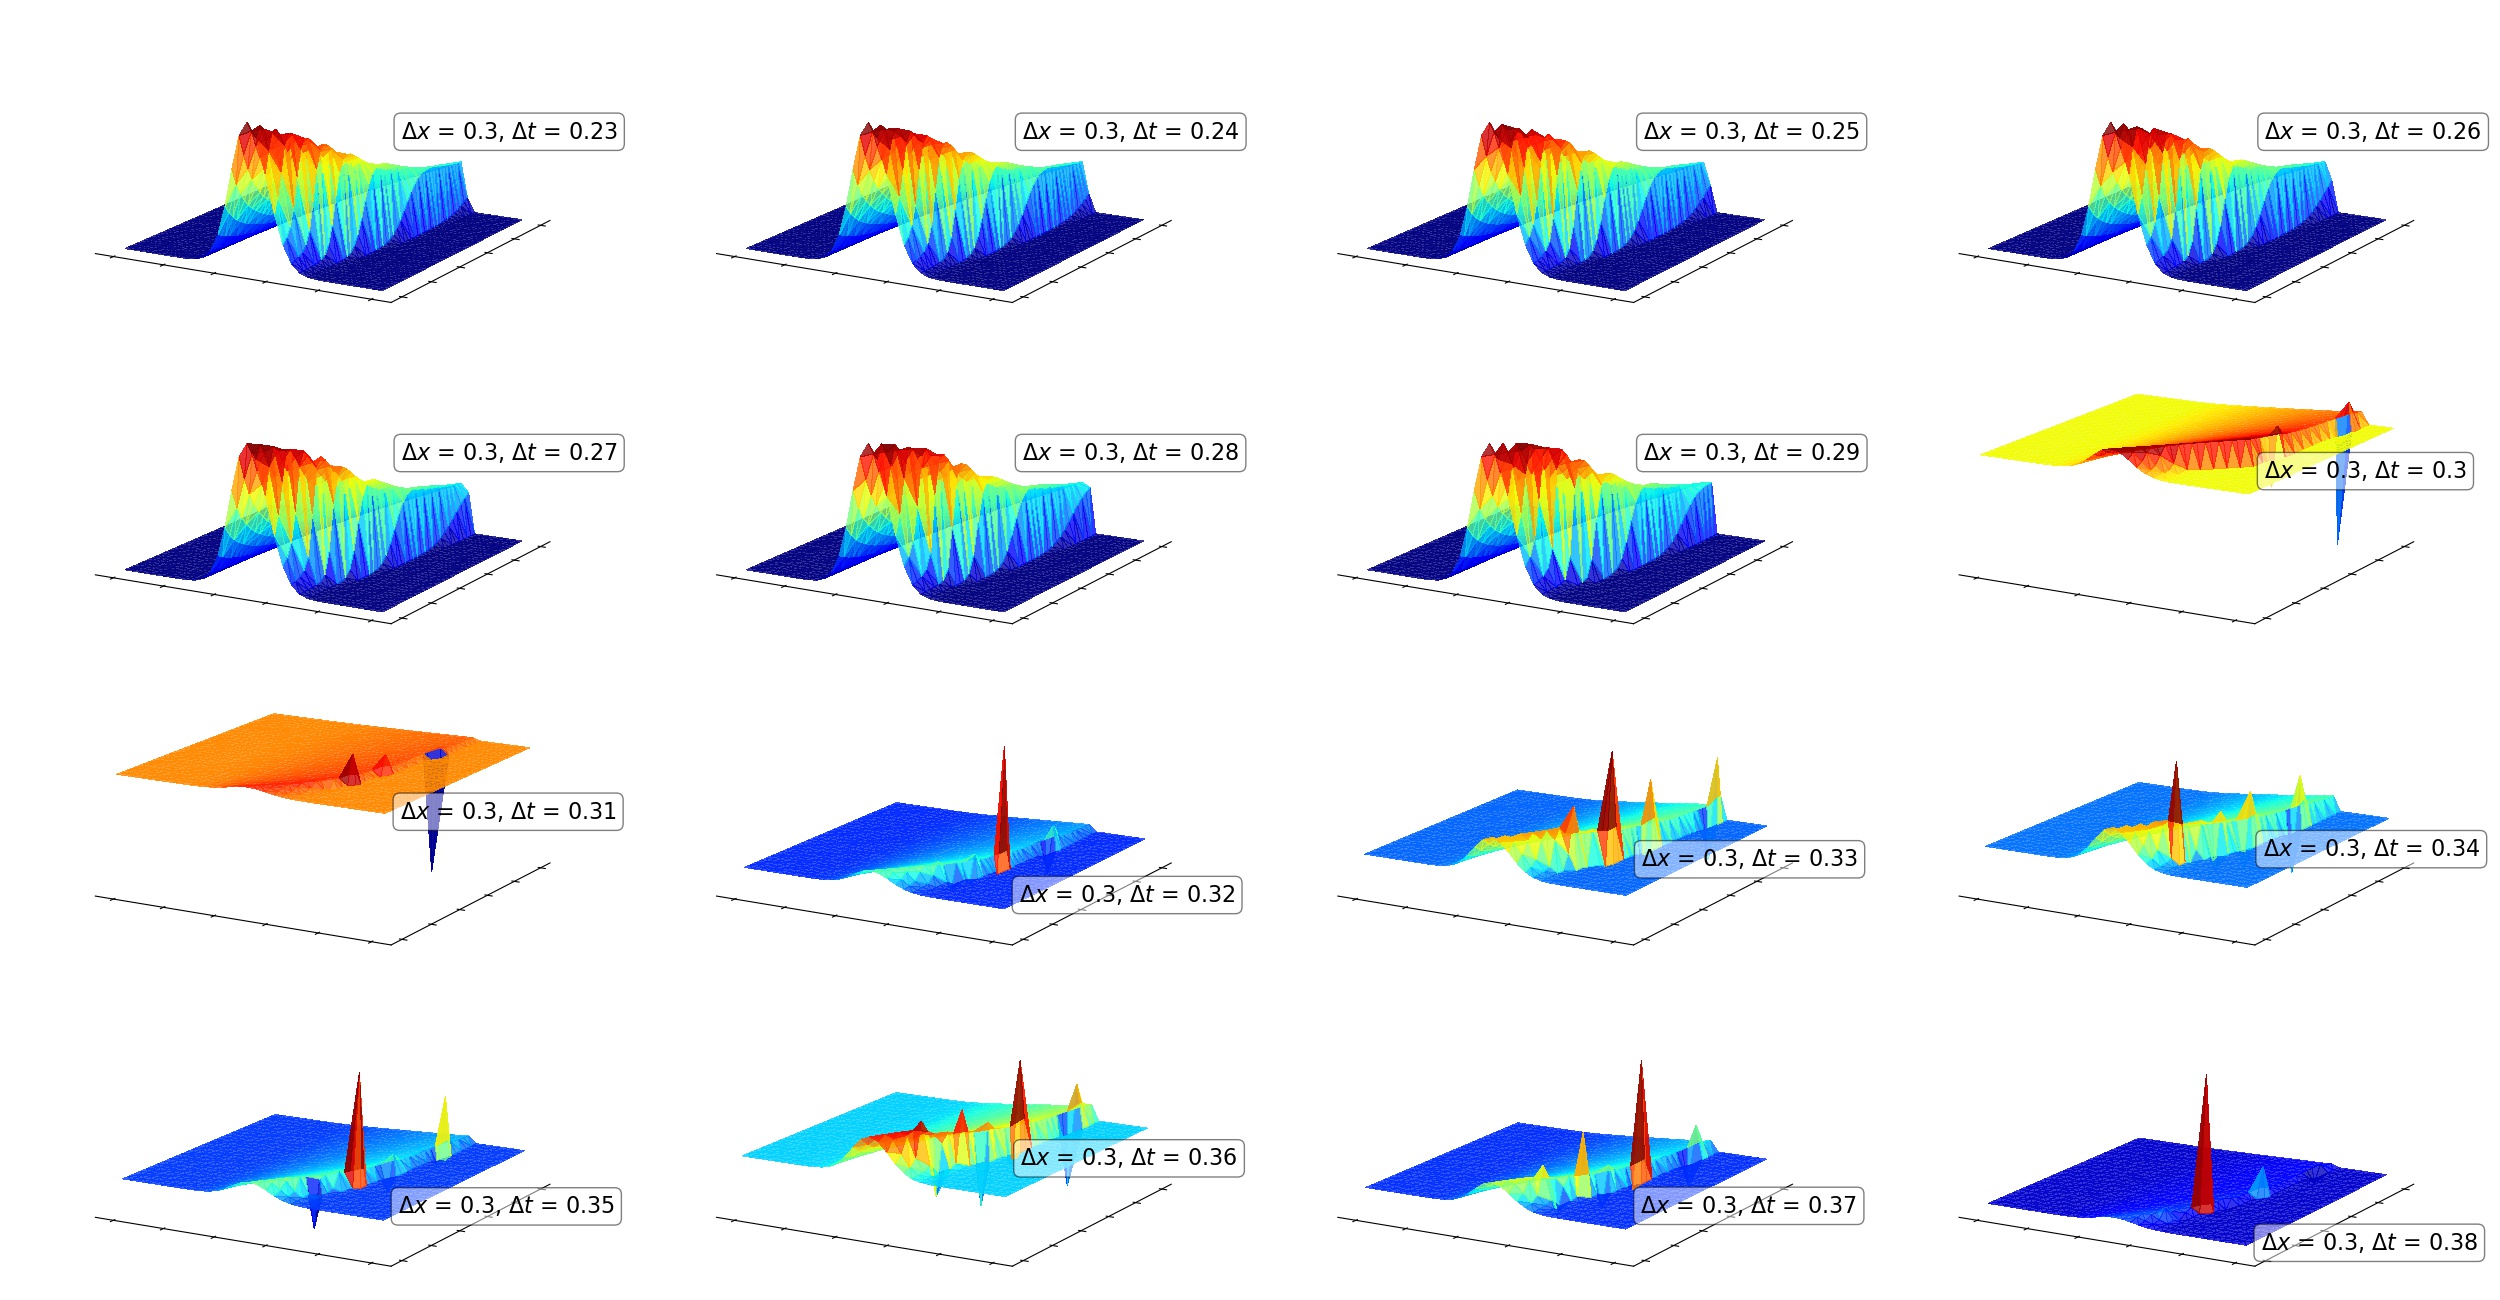 Δx = 0.3, Δt = 0.23
Δx = 0.3, Δt = 0.24
Δx = 0.3, Δt = 0.25
Δx = 0.3, Δt = 0.26
Δx = 0.3, Δt = 0.27
Δx = 0.3, Δt = 0.28
Δx = 0.3, Δt = 0.29
Δx = 0.3, Δt = 0.3
Δx = 0.3, Δt = 0.31
Δx = 0.3, Δt = 0.32
Δx = 0.3, Δt = 0.33
Δx = 0.3, Δt = 0.34
Δx = 0.3, Δt = 0.35
Δx = 0.3, Δt = 0.36
Δx = 0.3, Δt = 0.37
Δx = 0.3, Δt = 0.38